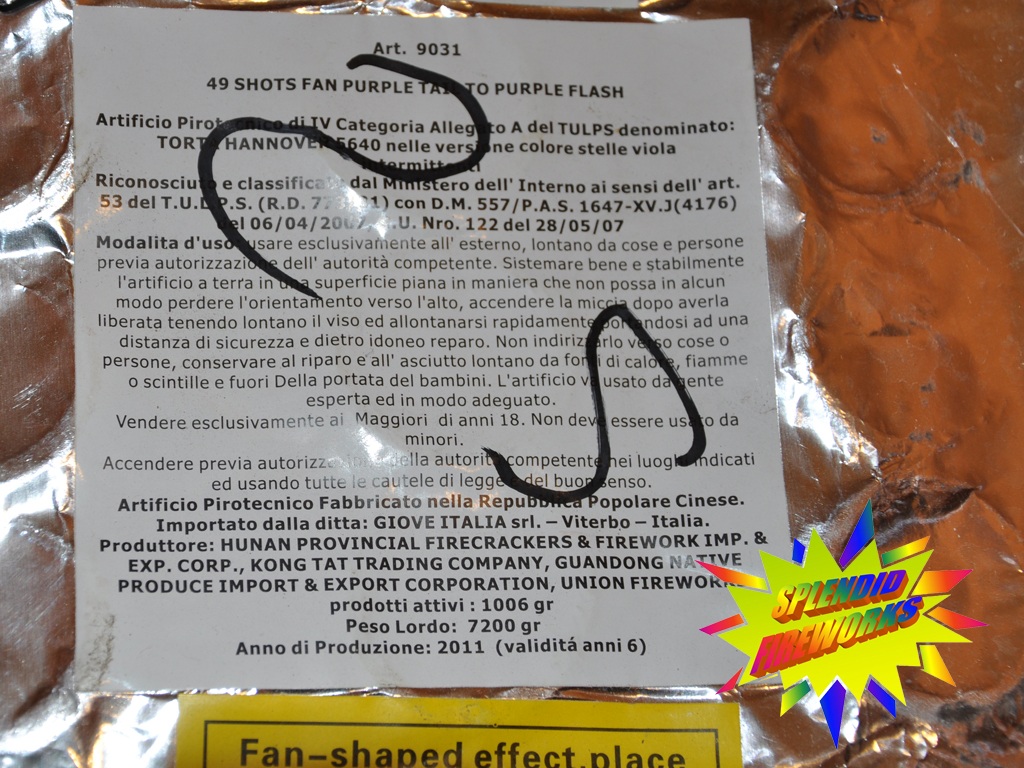 Art. 9031
49 SHOTS FAN PURPLE TAIL TO PURPLE FLASH
Artificio Pirotecnico di IV Categoria Allegato A del TULPS denominato:
TORTA HANNOVER 5640 nelle versione colore stelle viola
intermittenti
Riconosciuto e classificato dal Ministero dell' Interno ai sensi dell' art.
53 del T.U.L.P.S. (R.D. 773/31) con D.M. 557/P.A.S. 1647-XV.J(4176)
del 06/04/2007 G.U. Nro. 122 del 28/05/07
Modalita d'uso: usare esclusivamente all' esterno, lontano da cose e persone
previa autorizzazione dell' autorità competente. Sistemare bene e stabilmente
l'artificio a terra in una superficie piana in maniera che non possa in alcun
modo perdere l'orientamento verso l'alto, accendere la miccia dopo averla
liberata tenendo lontano il viso ed allontanarsi rapidamente portandosi ad una
distanza di sicurezza e dietro idoneo reparo. Non indirizzarlo verso cose o
persone, conservare al riparo e all' asciutto lontano da fonti di calore, fiamme
o scintille e fuori Della portata del bambini. L'artificio va usato da gente
esperta ed in modo adeguato.
Vendere esclusivamente ai Maggiori di anni 18. Non deve essere usato da
minori.
Accendere previa autorizzazione della autorità competente nei luoghi indicati
ed usando tutte le cautele di legge e del buon senso.
Artificio Pirotecnico Fabbricato nella Repubblica Popolare Cinese.
Importato dalla ditta: GIOVE ITALIA srl. – Viterbo – Italia.
Produttore: HUNAN PROVINCIAL FIRECRACKERS & FIREWORK IMP. &
EXP. CORP., KONG TAT TRADING COMPANY, GUANDONG NATIVE
PRODUCE IMPORT & EXPORT CORPORATION, UNION FIREWORK
prodotti attivi : 1006 gr
Peso Lordo: 7200 gr
Anno di Produzione: 2011 (validitá anni 6)
SPLENDID
FIREWORKS
Fan-shaped effect,place